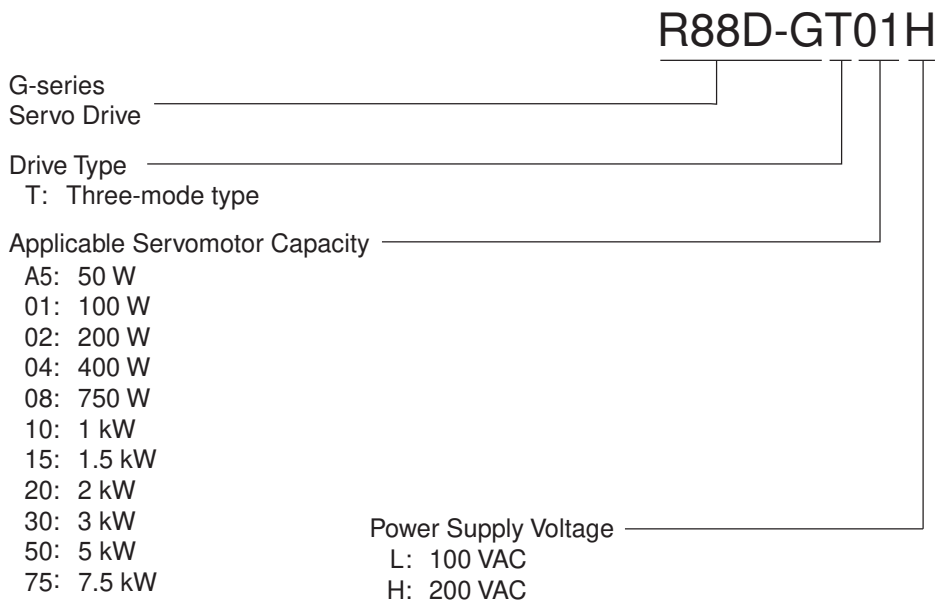 R88D-GT01H
G-series
Servo Drive
Drive Type
T: Three-mode type
Applicable Servomotor Capacity
A5: 50 W
01: 100 W
02: 200 W
04: 400 W
08: 750 W
10: 1 kW
15: 1.5 kW
20: 2 kW
30: 3 kW
50: 5 kW
75: 7.5 kW
Power Supply Voltage
L: 100 VAC
H: 200 VAC